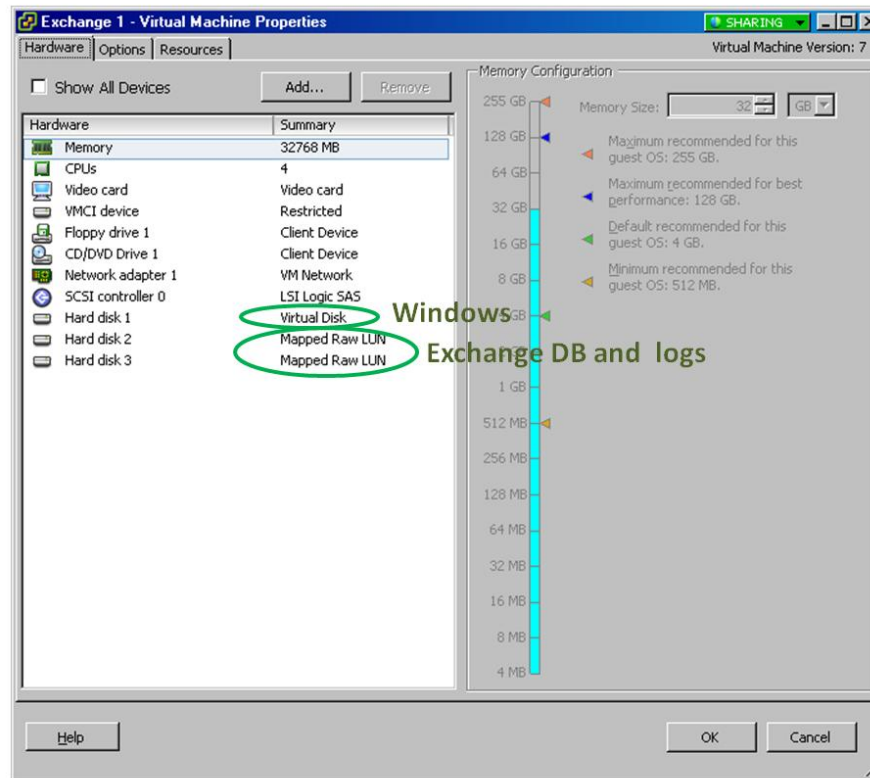 Exchange 1 - Virtual Machine Properties
SHARING
Hardware Options Resources
Virtual Machine Version: 7
Show All Devices
Add...
Remove
Hardware Summary
Memory 32768 MB
CPUs 4
Video card Video card
VMCI device Restricted
Floppy drive 1 Client Device
CD/DVD Drive 1 Client Device
Network adapter 1 VM Network
SCSI controller 0 LSI Logic SAS
Hard disk 1 Virtual Disk
Hard disk 2 Mapped Raw LUN
Hard disk 3 Mapped Raw LUN
Windows
Exchange DB and logs
Memory Configuration
255 GB
128 GB
64 GB
32 GB
16 GB
8 GB
GB
1 GB
512 MB
256 MB
128 MB
64 MB
32 MB
16 MB
8 MB
4 MB
Memory Size: 32 GB
Maximum recommended for this
guest OS: 255 GB.
Maximum recommended for best
performance: 128 GB.
Default recommended for this
guest OS: 4 GB.
Minimum recommended for this
guest OS: 512 MB.
Help
OK
Cancel